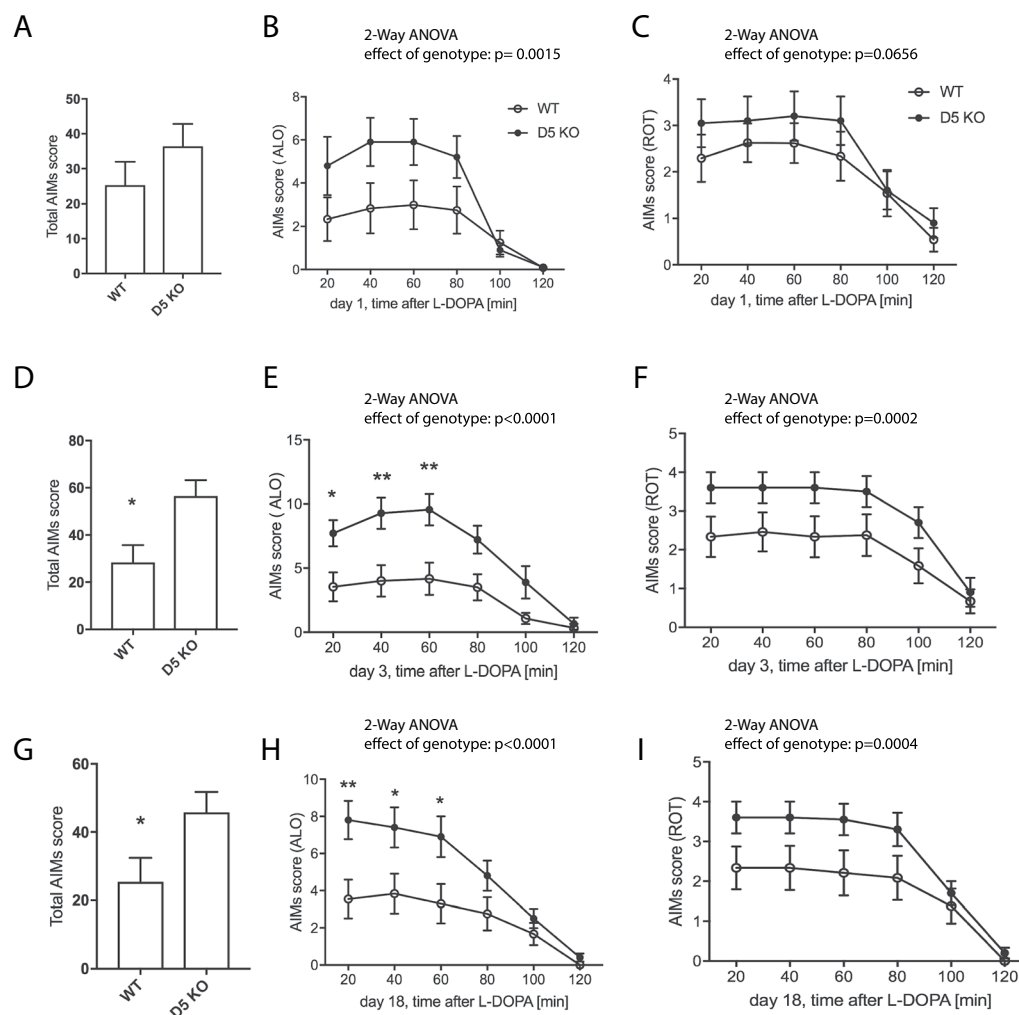 A
Total AIMs score
50
40
30
20
10
0
WT
D5 KO
B
2-Way ANOVA
effect of genotype: p= 0.0015
AIMs score ( ALO)
8
6
4
2
0
WT
D5 KO
20 40 60 80 100 120
day 1, time after L-DOPA [min]
C
2-Way ANOVA
effect of genotype: p=0.0656
AIMs score (ROT)
4
3
2
1
0
WT
D5 KO
20 40 60 80 100 120
day 1, time after L-DOPA [min]
D
Total AIMs score
80
60
40
20
0
*
WT
D5 KO
E
2-Way ANOVA
effect of genotype: p<0.0001
AIMs score ( ALO)
15
10
5
0
* ** **
20 40 60 80 100 120
day 3, time after L-DOPA [min]
F
2-Way ANOVA
effect of genotype: p=0.0002
AIMs score (ROT)
5
4
3
2
1
0
20 40 60 80 100 120
day 3, time after L-DOPA [min]
G
Total AIMs score
60
40
20
0
*
WT
D5 KO
H
2-Way ANOVA
effect of genotype: p<0.0001
AIMs score (ALO)
10
8
6
4
2
0
** * *
20 40 60 80 100 120
day 18, time after L-DOPA [min]
I
2-Way ANOVA
effect of genotype: p=0.0004
AIMs score (ROT)
5
4
3
2
1
0
20 40 60 80 100 120
day 18, time after L-DOPA [min]